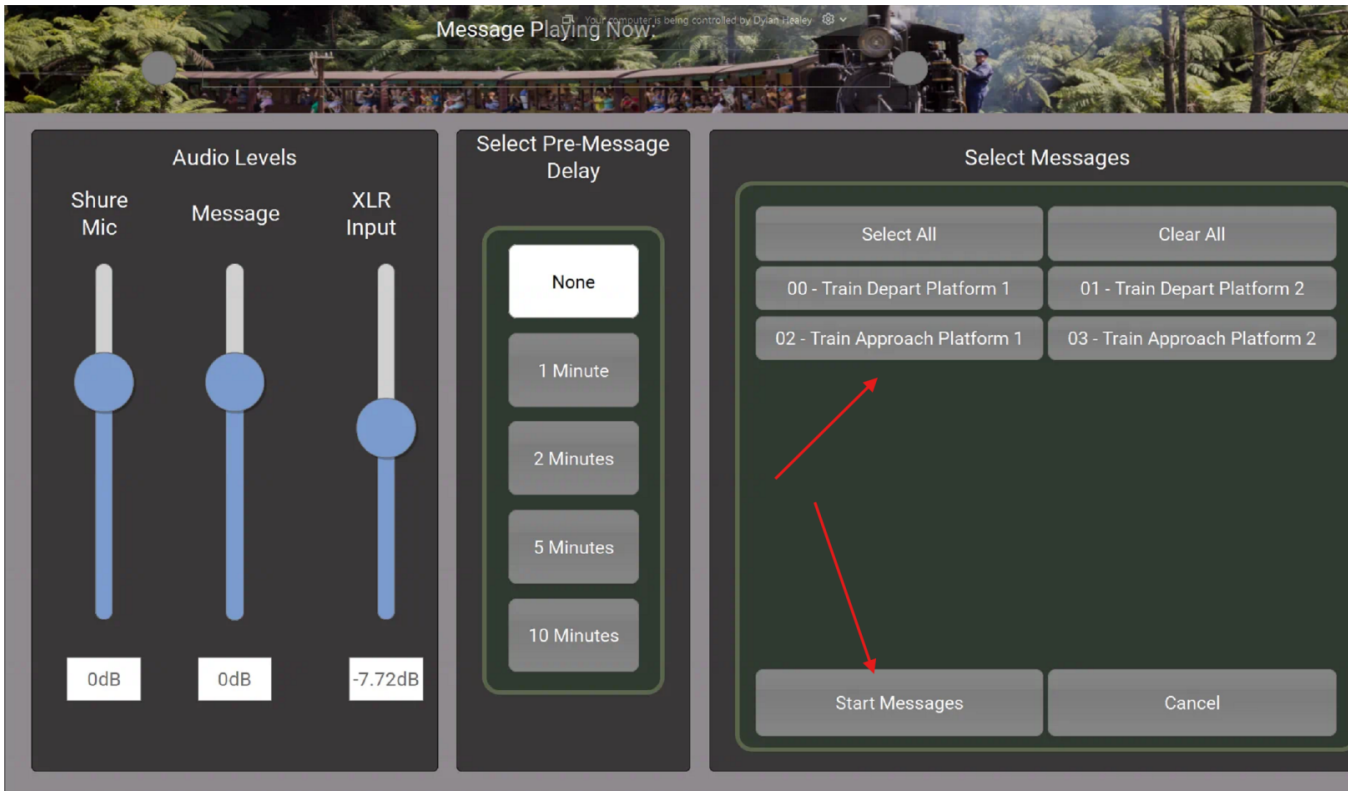 Your computer is being controlled by Dylan Healey
Message Playing Now:
Audio Levels
Shure
Mic
Message
XLR
Input
0dB
0dB
-7.72dB
Select Pre-Message
Delay
None
1 Minute
2 Minutes
5 Minutes
10 Minutes
Select Messages
Select All
Clear All
00 - Train Depart Platform 1
01 - Train Depart Platform 2
02 - Train Approach Platform 1
03 - Train Approach Platform 2
Start Messages
Cancel